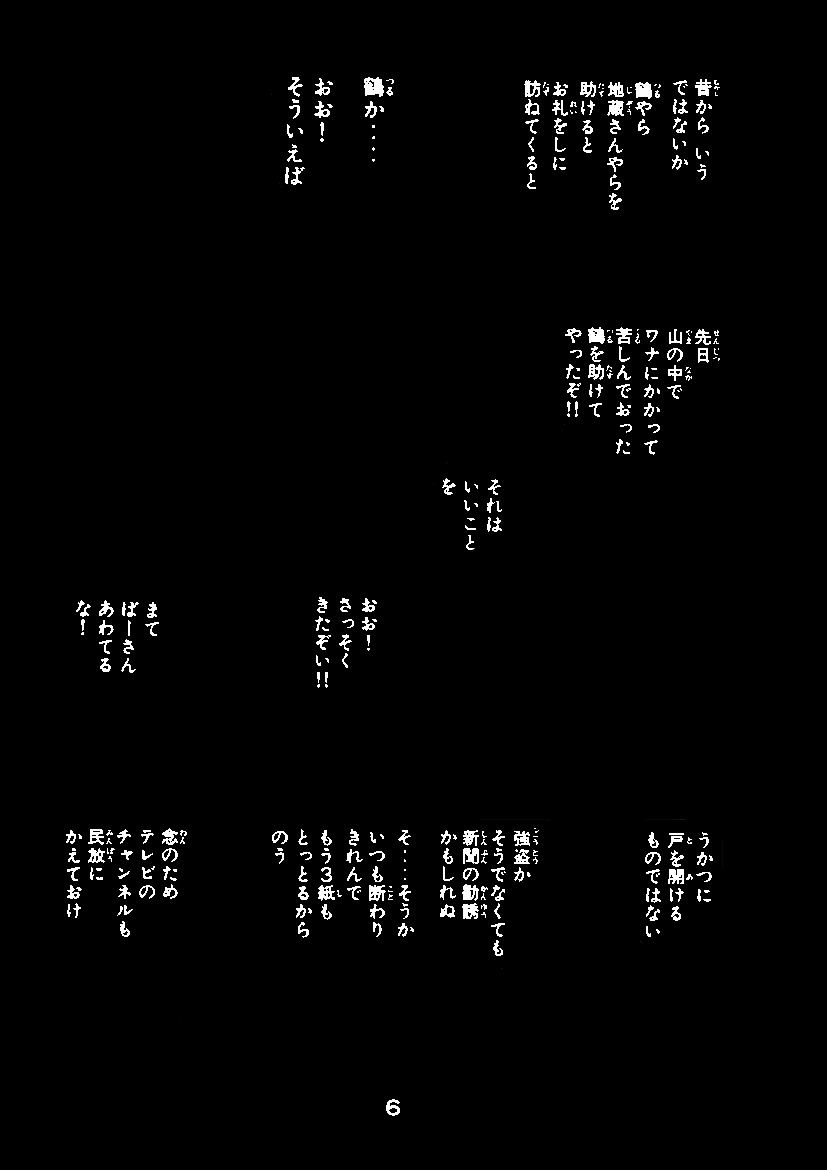 昔から いう
ではないか
鶴やら
地蔵さんやらを
助けると
お礼をしに
訪ねてくると
鶴か‥‥
おお!
そういえば
先日
山の中で
ワナにかかって
苦しんでおった
鶴を助けて
やったぞ!!
それは
いいこと
を
おお!
さっそく
きたぞい!!
まて
ばーさん
あわてる
な!
うかつに
戸を開ける
ものではない
強盗か
そうでなくても
新聞の勧誘
かもしれぬ
そ‥‥そうか
いつも断わり
きれんで
もう3紙も
とっとるから
のう
念のため
テレビの
チャンネルも
民放に
かえておけ
6